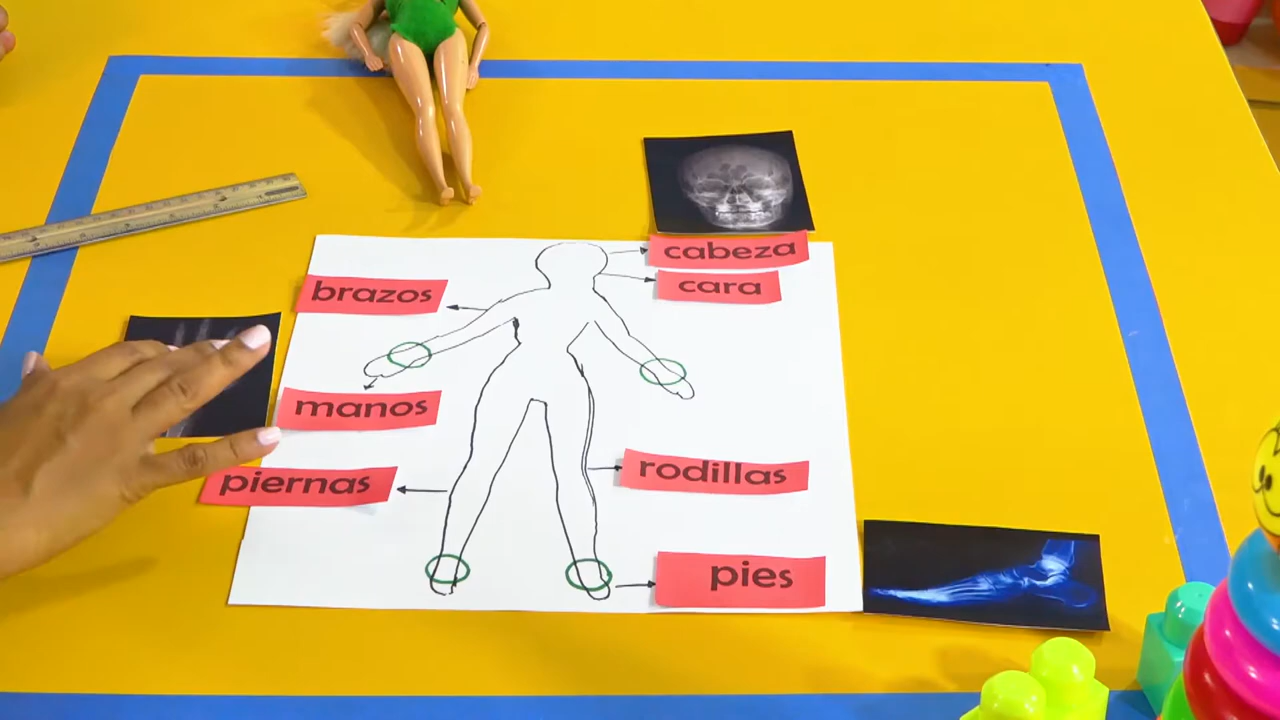 cabeza
cara
brazos
manos
piernas
rodillas
pies